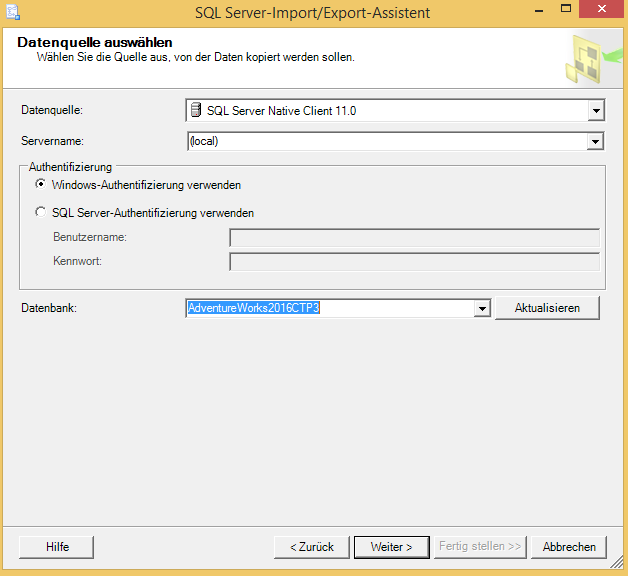 SQL Server-Import/Export-Assistent
Datenquelle auswählen
Wählen Sie die Quelle aus, von der Daten kopiert werden sollen.
Datenquelle:
SQL Server Native Client 11.0
Servername:
(local)
Authentifizierung
Windows-Authentifizierung verwenden
SQL Server-Authentifizierung verwenden
Benutzername:
Kennwort:
Datenbank:
AdventureWorks2016CTP3
Aktualisieren
Hilfe
< Zurück
Weiter >
Fertig stellen >>
Abbrechen